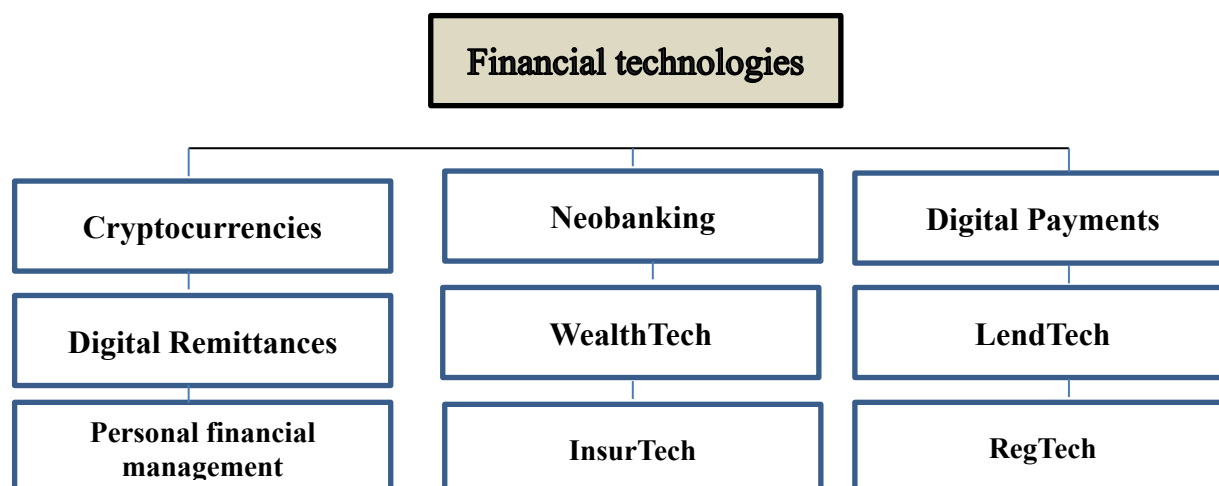 Financial technologies
Cryptocurrencies
Neobanking
Digital Payments
Digital Remittances
WealthTech
LendTech
Personal financial
management
InsurTech
RegTech